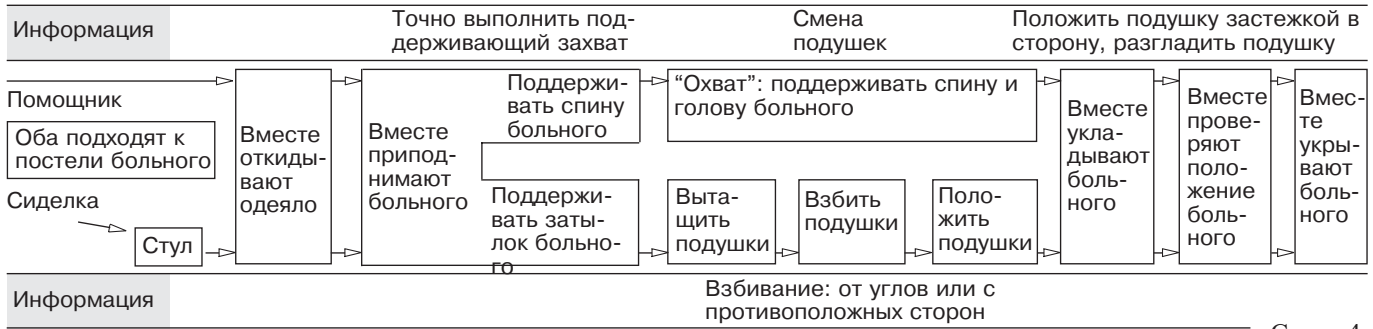 Информация
Точно выполнить под-
держивающий захват
Смена
подушек
Положить подушку застежкой в
сторону, разгладить подушку
Помощник
Оба подходят к
постели больного
Сиделка
Стул
Вместе
откиды-
вают
одеяло
Вместе
припод-
нимают
больного
Поддержи-
вать спину
больного
Поддержи-
вать заты-
лок больно-
го
“Охват”: поддерживать спину и
голову больного
Выта-
щить
подушки
Взбить
подушки
Поло-
жить
подушки
Вместе
укла-
дывают
боль-
ного
Вместе
прове-
ряют
поло-
жение
боль-
ного
Вмес-
те
укры-
вают
боль-
ного
Информация
Взбивание: от углов или с
противоположных сторон